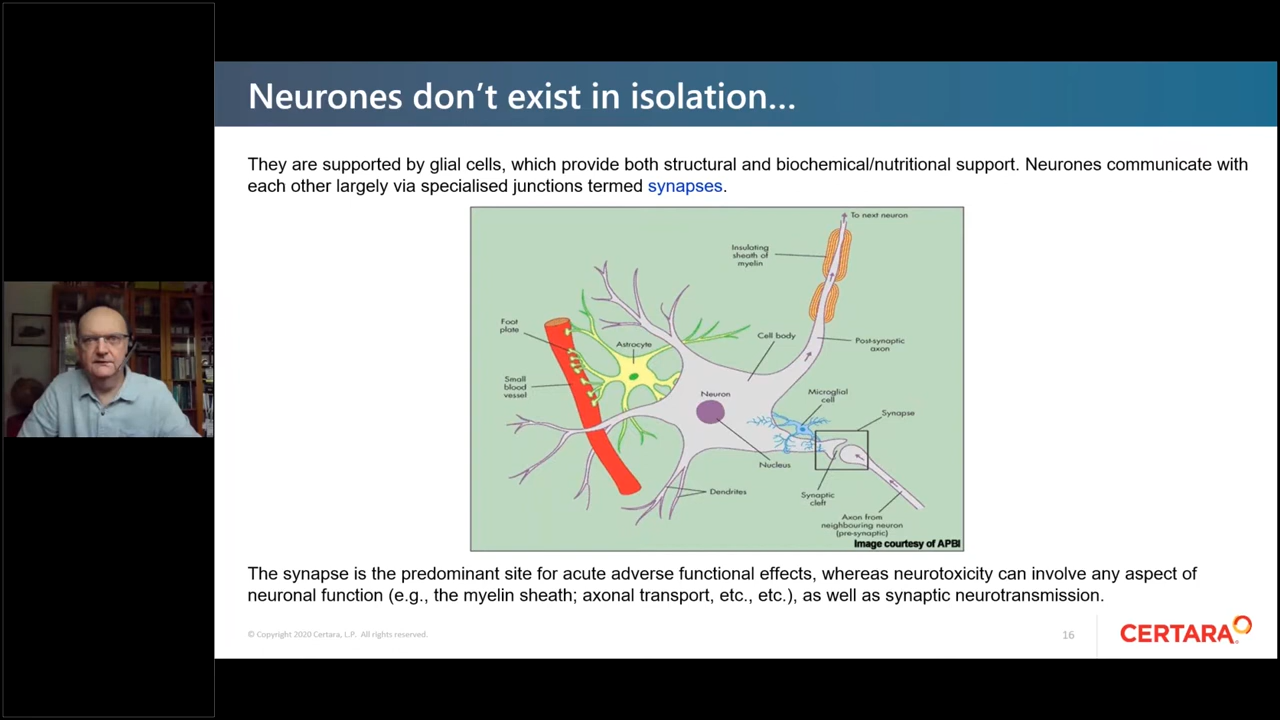 Neurones don’t exist in isolation...
They are supported by glial cells, which provide both structural and biochemical/nutritional support. Neurones communicate with
each other largely via specialised junctions termed synapses.
To next neuron
Insulating
sheath of
myelin
Foot
plate
Astrocyte
Cell body
Post-synaptic
axon
Small
blood
vessel
Neuron
Microglial
cell
Synapse
Nucleus
Dendrites
Synaptic
cleft
Axon from
neighbouring neuron
(pre-synaptic)
Image courtesy of APBI
The synapse is the predominant site for acute adverse functional effects, whereas neurotoxicity can involve any aspect of
neuronal function (e.g., the myelin sheath; axonal transport, etc., etc.), as well as synaptic neurotransmission.
© Copyright 2020 Certara, L.P. All rights reserved.
16
CERTARA